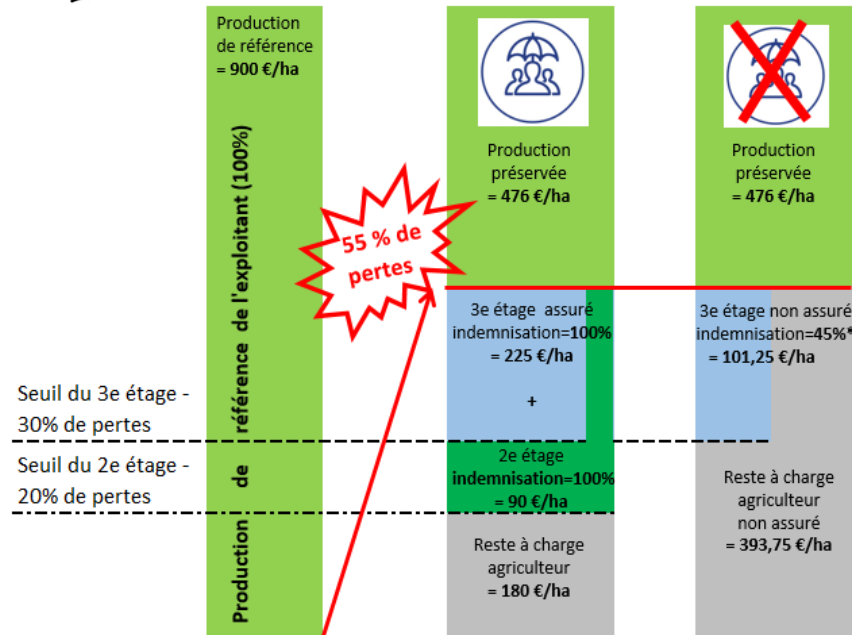 Production
de référence
= 900 €/ha
Production de référence de l'exploitant (100%)
55 % de
pertes
Production
préservée
= 476 €/ha
Production
préservée
= 476 €/ha
3e étage assuré
indemnisation=100%
= 225 €/ha
+
3e étage non assuré
indemnisation=45%*
= 101,25 €/ha
Seuil du 3e étage -
30% de pertes
Seuil du 2e étage -
20% de pertes
2e étage
indemnisation=100%
= 90 €/ha
Reste à charge
agriculteur
= 180 €/ha
Reste à charge
agriculteur
non assuré
= 393,75 €/ha